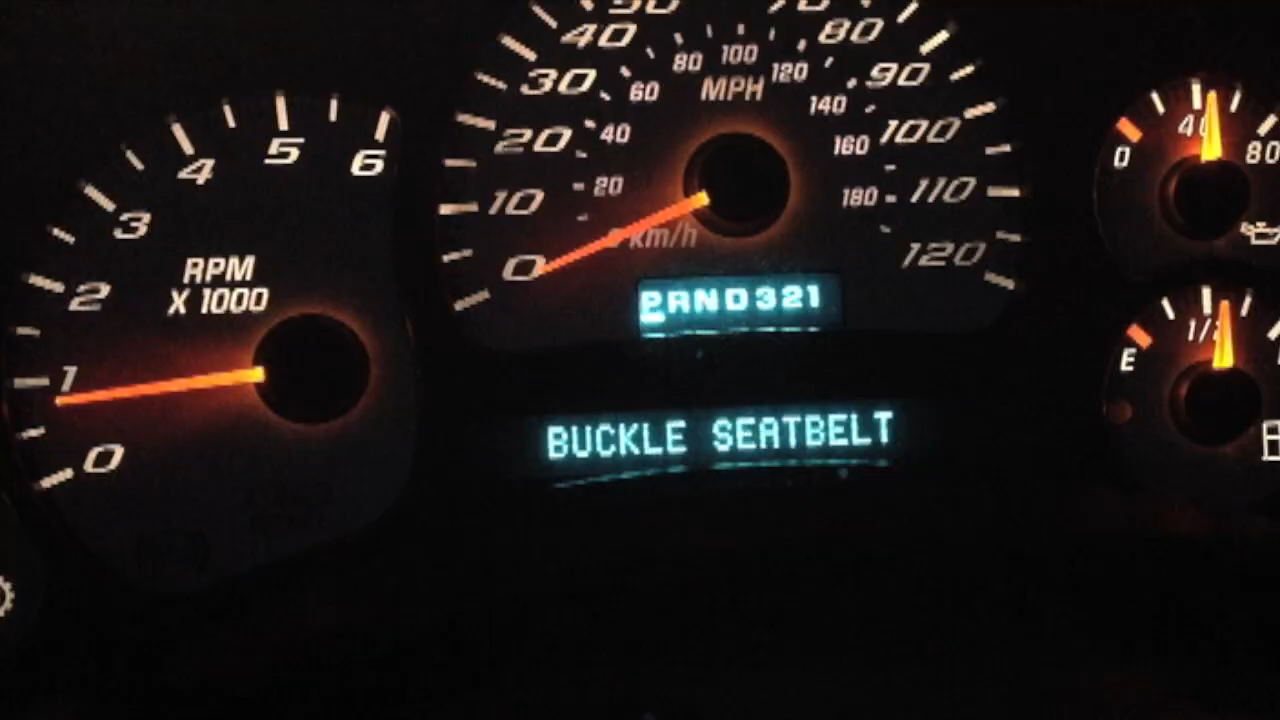 50 70
40 80
30 90
20 100
10 110
0 120
MPH
20 40 60 80 100 120 140 160 180
km/h
PRND321
BUCKLE SEATBELT
0 1 2 3 4 5 6
RPM
X 1000
0 40 80
E 1/2